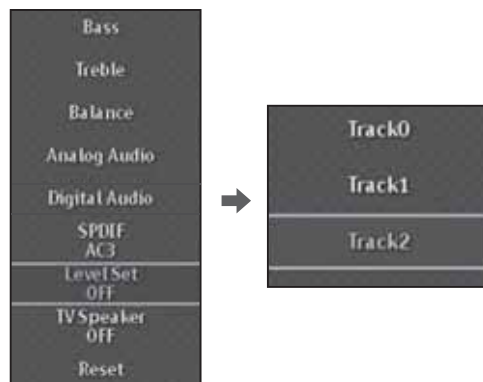 Bass
Treble
Balance
Analog Audio
Digital Audio
SPDIF
AC3
Level Set
OFF
TV Speaker
OFF
Reset
Track0
Track1
Track2